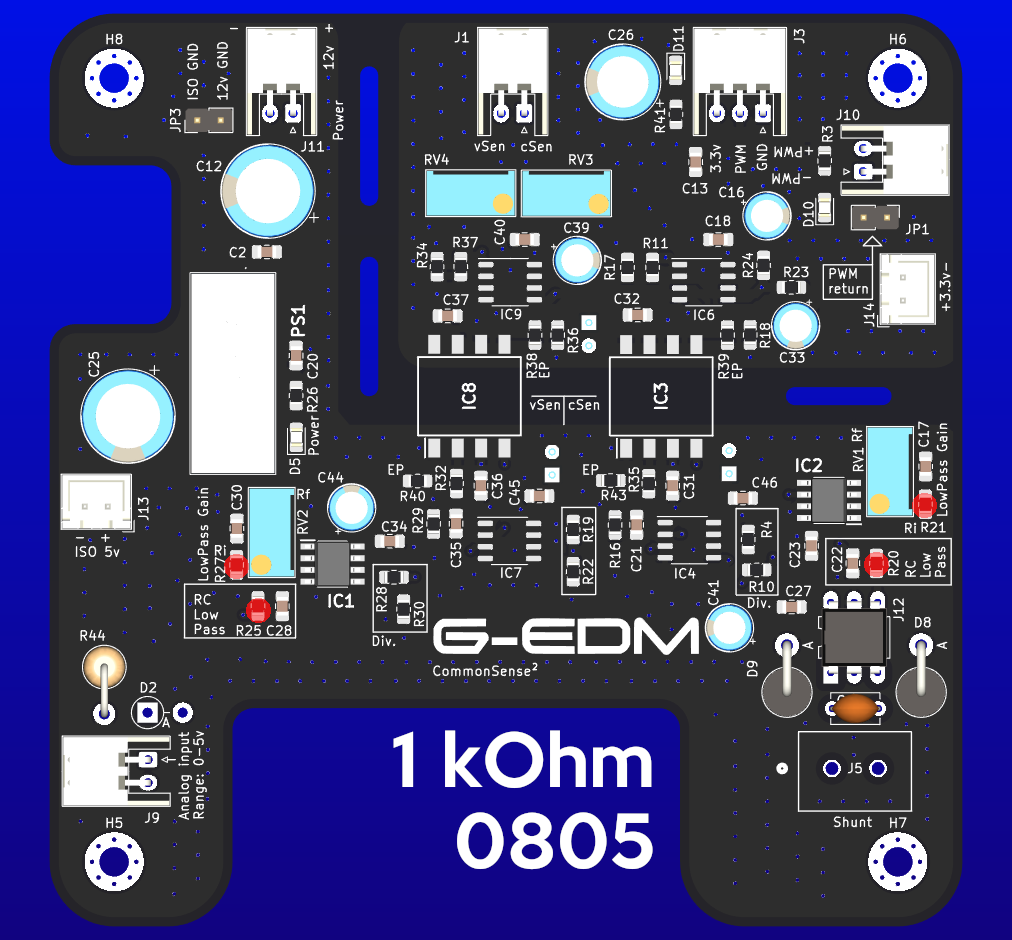 H8
ISO GND
12v GND
JP3
- +
12v
Power
J11
J1
vSen cSen
C26
D11
R41+
J3
3.3v
PWM
GND
C13
H6
J10
R3
PWM+
PWM-
D10
JP1
C12
C2
RV4
RV3
C16
C40
C39
C18
R34
R37
R17
R11
R24
R23
PWM
return
J14
+3.3v-
IC9
IC6
C37
C32
R38
EP
R36
R39
EP
R18
C33
PS1
C20
R26
Power
D5
C25
IC8
IC3
vSen cSen
J13
- +
ISO 5v
LowPass Gain
C30
Rf
RV2
Ri
R27
C44
C34
IC1
EP
R40
R32
C36
C45
R29
C35
IC7
R19
R22
EP
R43
R35
C31
R16
C21
IC4
C46
R4
R10
Div.
IC2
RV1 Rf
C17
LowPass Gain
Ri R21
C23
C22
R20
RC
Low
Pass
RC
Low
Pass
R25 C28
R28
R30
Div.
G-EDM
CommonSense²
C41
C27
J12
D9
A
D8
A
R44
D2
A
Analog input
Range: 0-5v
J9
H5
1 kOhm
0805
J5
Shunt
H7